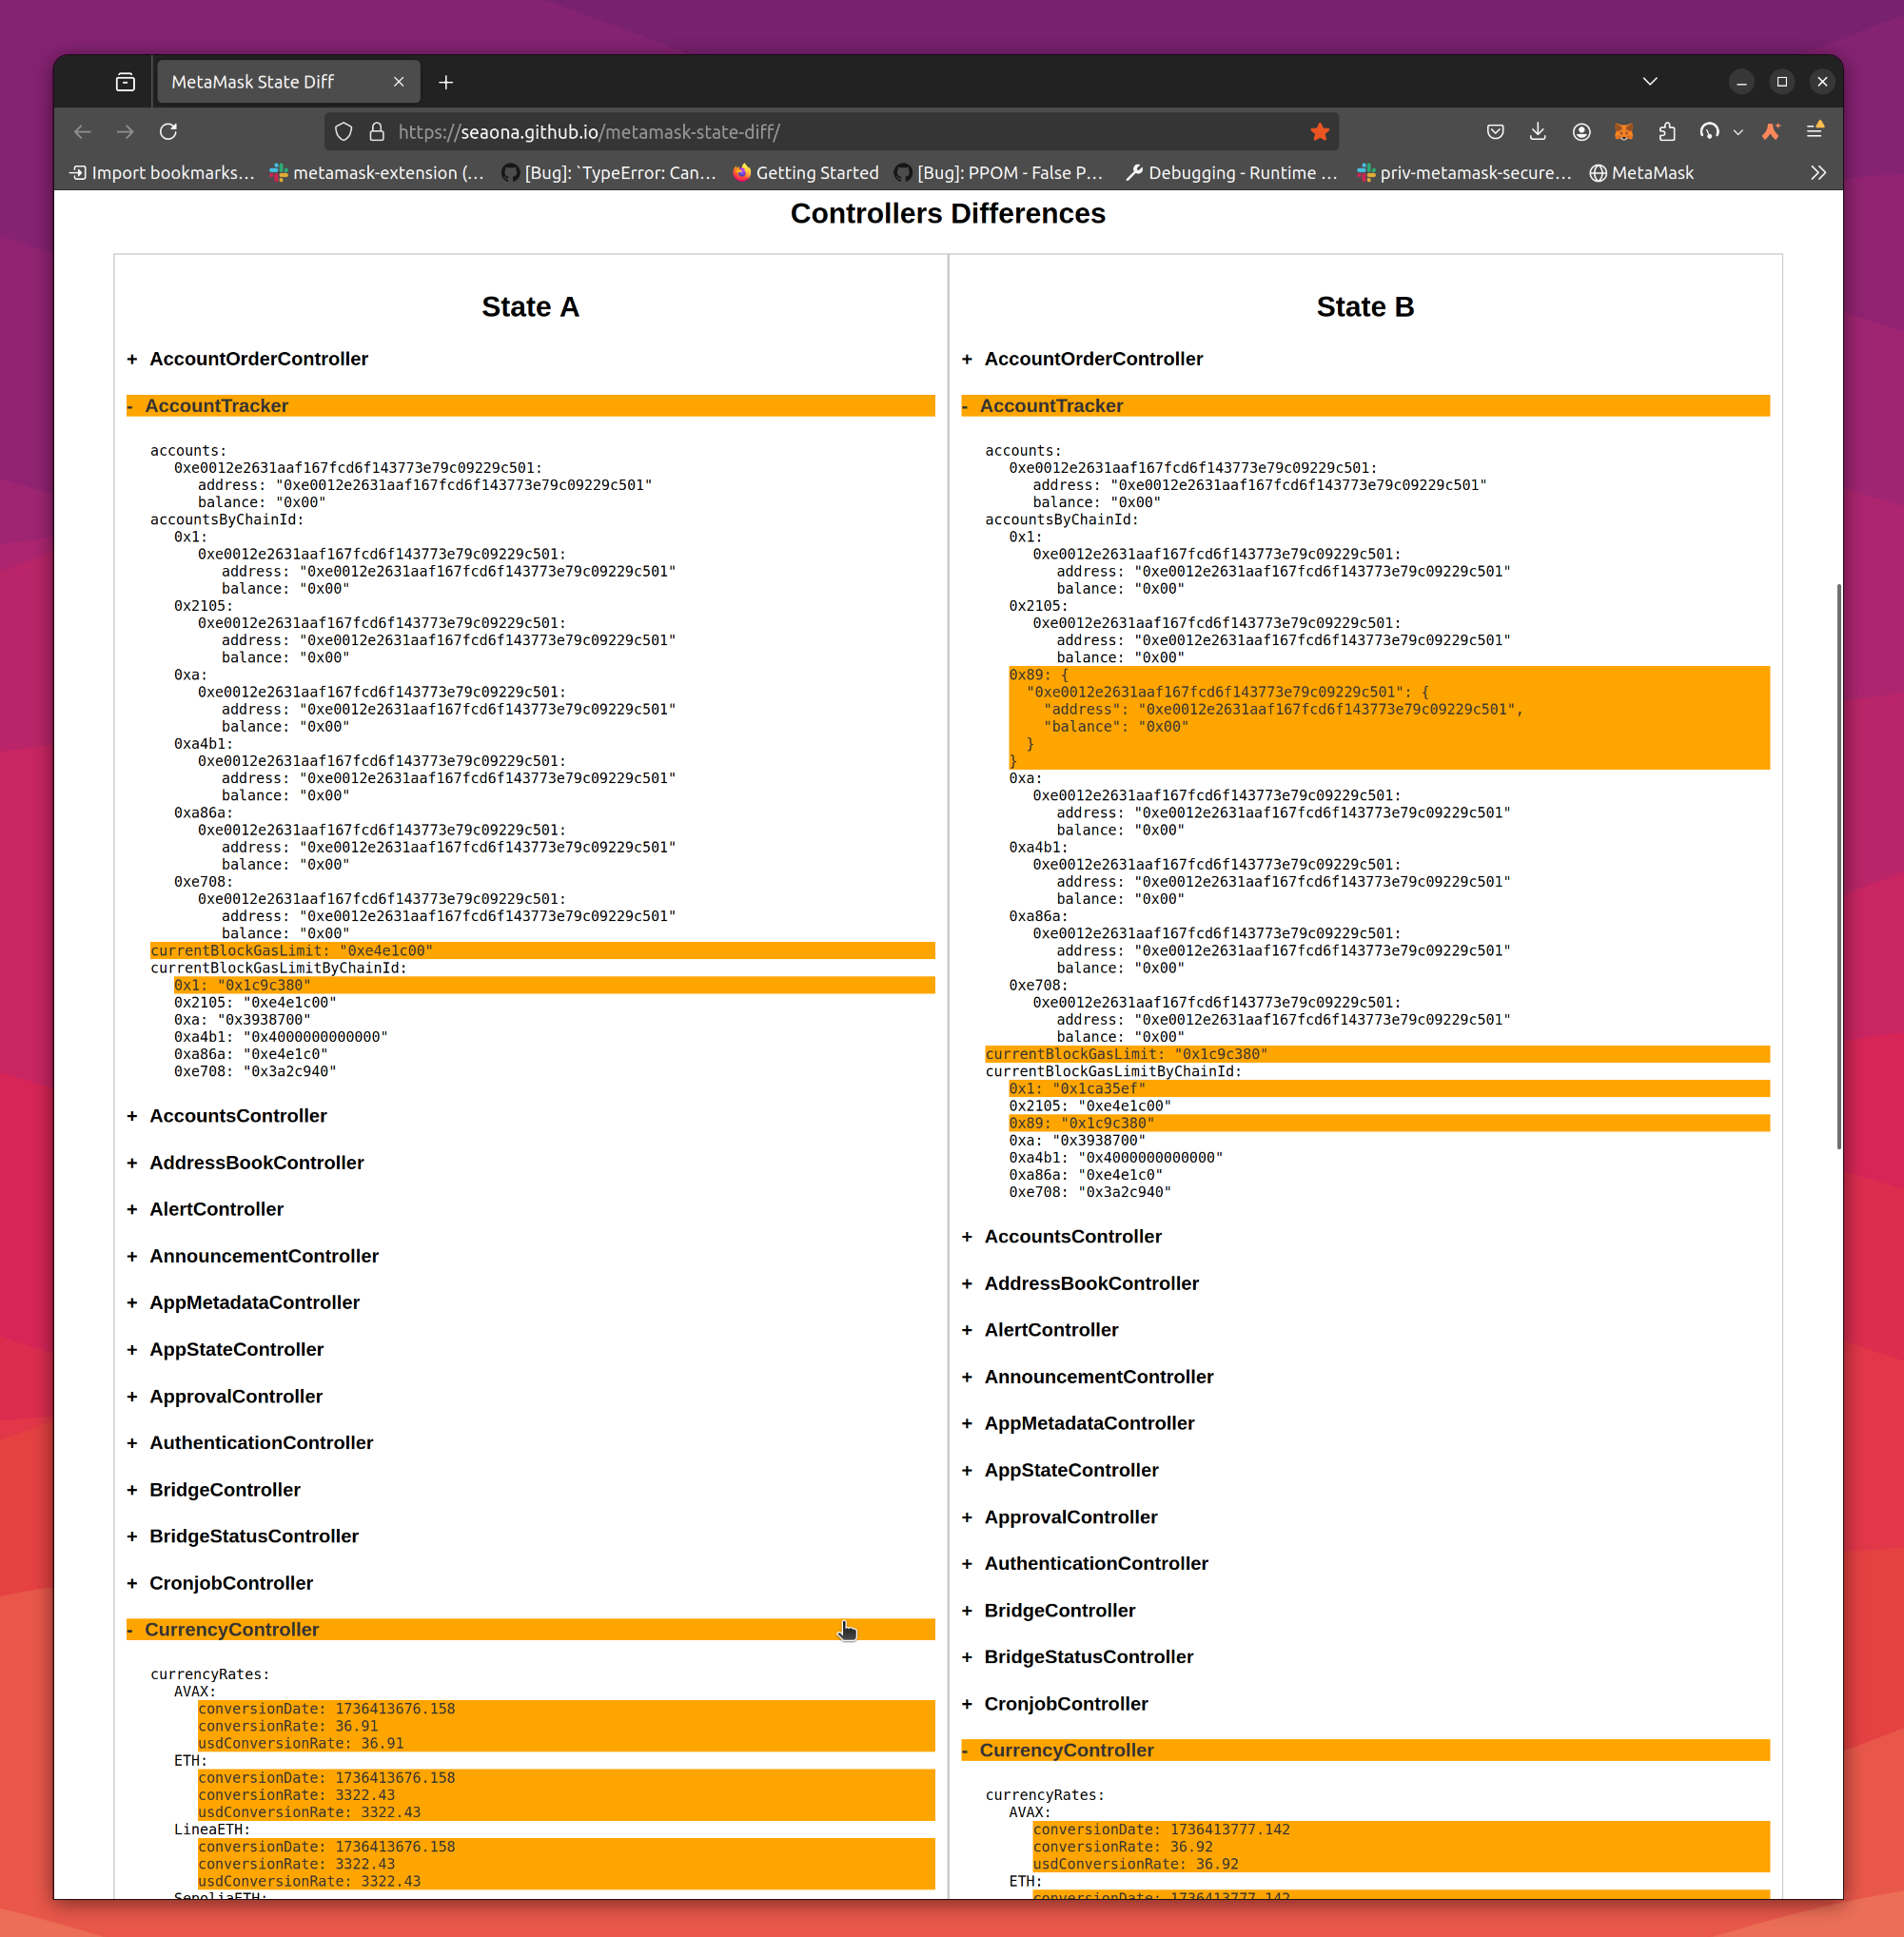 MetaMask State Diff
https://seaona.github.io/metamask-state-diff/
Import bookmarks...
metamask-extension (...
[Bug]: `TypeError: Can...
Getting Started
[Bug]: PPOM - False P...
Debugging - Runtime ...
priv-metamask-secure...
MetaMask
Controllers Differences
State A
+ AccountOrderController
- AccountTracker
accounts:
0xe0012e2631aaf167fcd6f143773e79c09229c501:
address: "0xe0012e2631aaf167fcd6f143773e79c09229c501"
balance: "0x00"
accountsByChainId:
0x1:
0xe0012e2631aaf167fcd6f143773e79c09229c501:
address: "0xe0012e2631aaf167fcd6f143773e79c09229c501"
balance: "0x00"
0x2105:
0xe0012e2631aaf167fcd6f143773e79c09229c501:
address: "0xe0012e2631aaf167fcd6f143773e79c09229c501"
balance: "0x00"
0xa:
0xe0012e2631aaf167fcd6f143773e79c09229c501:
address: "0xe0012e2631aaf167fcd6f143773e79c09229c501"
balance: "0x00"
0xa4b1:
0xe0012e2631aaf167fcd6f143773e79c09229c501:
address: "0xe0012e2631aaf167fcd6f143773e79c09229c501"
balance: "0x00"
0xa86a:
0xe0012e2631aaf167fcd6f143773e79c09229c501:
address: "0xe0012e2631aaf167fcd6f143773e79c09229c501"
balance: "0x00"
0xe708:
0xe0012e2631aaf167fcd6f143773e79c09229c501:
address: "0xe0012e2631aaf167fcd6f143773e79c09229c501"
balance: "0x00"
currentBlockGasLimit: "0xe4e1c00"
currentBlockGasLimitByChainId:
0x1: "0x1c9c380"
0x2105: "0xe4e1c00"
0xa: "0x3938700"
0xa4b1: "0x4000000000000"
0xa86a: "0xe4e1c0"
0xe708: "0x3a2c940"
+ AccountsController
+ AddressBookController
+ AlertController
+ AnnouncementController
+ AppMetadataController
+ AppStateController
+ ApprovalController
+ AuthenticationController
+ BridgeController
+ BridgeStatusController
+ CronjobController
- CurrencyController
currencyRates:
AVAX:
conversionDate: 1736413676.158
conversionRate: 36.91
usdConversionRate: 36.91
ETH:
conversionDate: 1736413676.158
conversionRate: 3322.43
usdConversionRate: 3322.43
LineaETH:
conversionDate: 1736413676.158
conversionRate: 3322.43
usdConversionRate: 3322.43
SepoliaETH:
State B
+ AccountOrderController
- AccountTracker
accounts:
0xe0012e2631aaf167fcd6f143773e79c09229c501:
address: "0xe0012e2631aaf167fcd6f143773e79c09229c501"
balance: "0x00"
accountsByChainId:
0x1:
0xe0012e2631aaf167fcd6f143773e79c09229c501:
address: "0xe0012e2631aaf167fcd6f143773e79c09229c501"
balance: "0x00"
0x2105:
0xe0012e2631aaf167fcd6f143773e79c09229c501:
address: "0xe0012e2631aaf167fcd6f143773e79c09229c501"
balance: "0x00"
0x89: {
"0xe0012e2631aaf167fcd6f143773e79c09229c501": {
"address": "0xe0012e2631aaf167fcd6f143773e79c09229c501",
"balance": "0x00"
}
}
0xa:
0xe0012e2631aaf167fcd6f143773e79c09229c501:
address: "0xe0012e2631aaf167fcd6f143773e79c09229c501"
balance: "0x00"
0xa4b1:
0xe0012e2631aaf167fcd6f143773e79c09229c501:
address: "0xe0012e2631aaf167fcd6f143773e79c09229c501"
balance: "0x00"
0xa86a:
0xe0012e2631aaf167fcd6f143773e79c09229c501:
address: "0xe0012e2631aaf167fcd6f143773e79c09229c501"
balance: "0x00"
0xe708:
0xe0012e2631aaf167fcd6f143773e79c09229c501:
address: "0xe0012e2631aaf167fcd6f143773e79c09229c501"
balance: "0x00"
currentBlockGasLimit: "0x1c9c380"
currentBlockGasLimitByChainId:
0x1: "0x1ca35ef"
0x2105: "0xe4e1c00"
0x89: "0x1c9c380"
0xa: "0x3938700"
0xa4b1: "0x4000000000000"
0xa86a: "0xe4e1c0"
0xe708: "0x3a2c940"
+ AccountsController
+ AddressBookController
+ AlertController
+ AnnouncementController
+ AppMetadataController
+ AppStateController
+ ApprovalController
+ AuthenticationController
+ BridgeController
+ BridgeStatusController
+ CronjobController
- CurrencyController
currencyRates:
AVAX:
conversionDate: 1736413777.142
conversionRate: 36.92
usdConversionRate: 36.92
ETH:
conversionDate: 1736413777.142